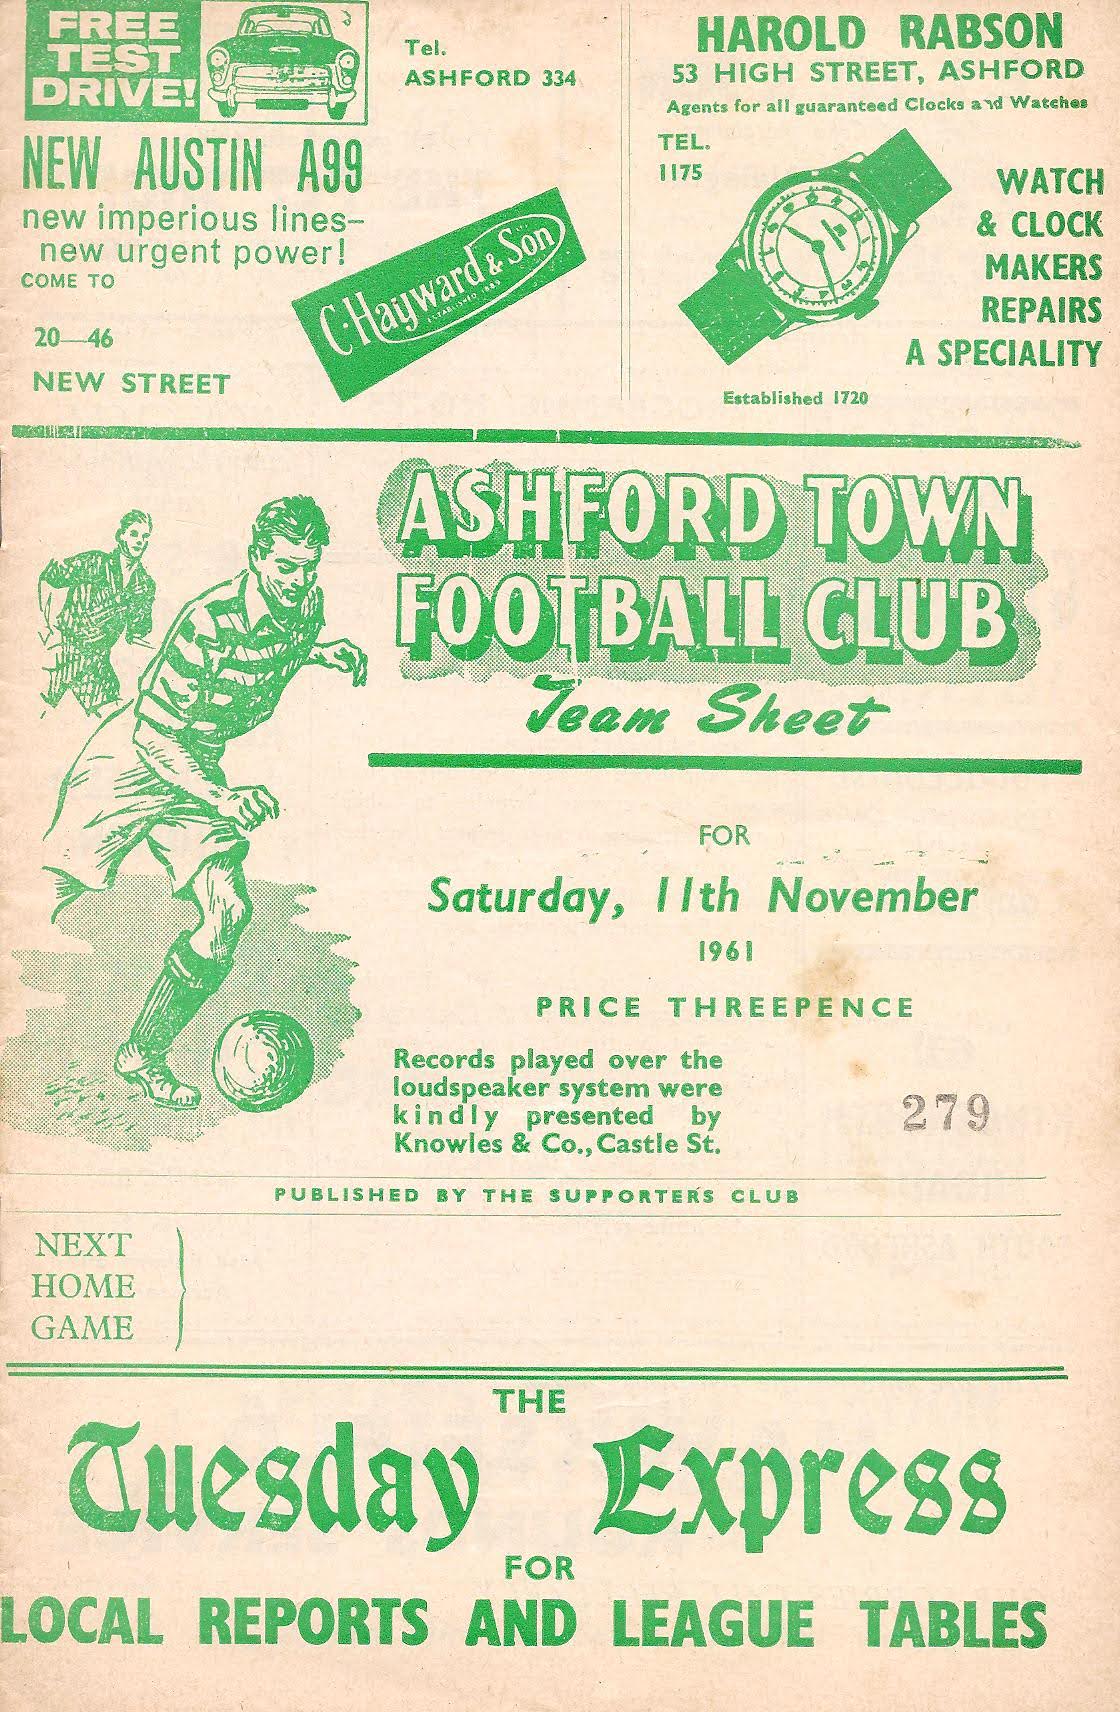 FREE
TEST
DRIVE!
NEW AUSTIN A99
new imperious lines–
new urgent power!
COME TO
20—46
NEW STREET
Tel.
ASHFORD 334
C. Hayward & Son
ESTABLISHED 1889
HAROLD RABSON
53 HIGH STREET, ASHFORD
Agents for all guaranteed Clocks and Watches
TEL.
1175
WATCH
& CLOCK
MAKERS
REPAIRS
A SPECIALITY
Established 1720
ASHFORD TOWN
FOOTBALL CLUB
Team Sheet
FOR
Saturday, 11th November
1961
PRICE THREEPENCE
Records played over the
loudspeaker system were
kindly presented by
Knowles & Co., Castle St.
279
PUBLISHED BY THE SUPPORTERS CLUB
NEXT
HOME
GAME
THE
Tuesday Express
FOR
LOCAL REPORTS AND LEAGUE TABLES